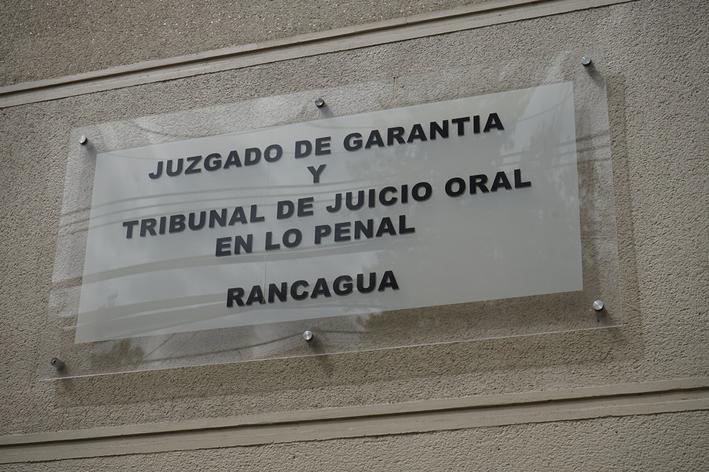 JUZGADO DE GARANTIA
Y
TRIBUNAL DE JUICIO ORAL
EN LO PENAL
RANCAGUA